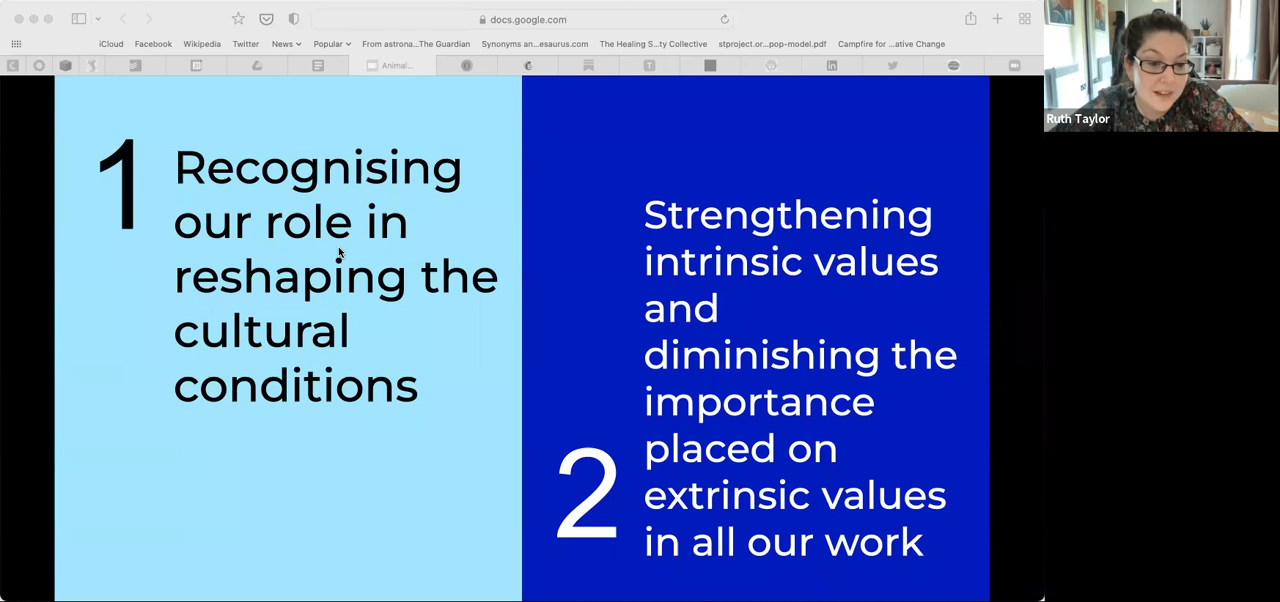 docs.google.com
iCloud
Facebook
Wikipedia
Twitter
News
Popular
From astrona...The Guardian
Synonyms an...esaurus.com
The Healing S...ty Collective
stproject.or...pop-model.pdf
Campfire for ...ative Change
Animal...
Ruth Taylor
1
Recognising
our role in
reshaping the
cultural
conditions
2
Strengthening
intrinsic values
and
diminishing the
importance
placed on
extrinsic values
in all our work